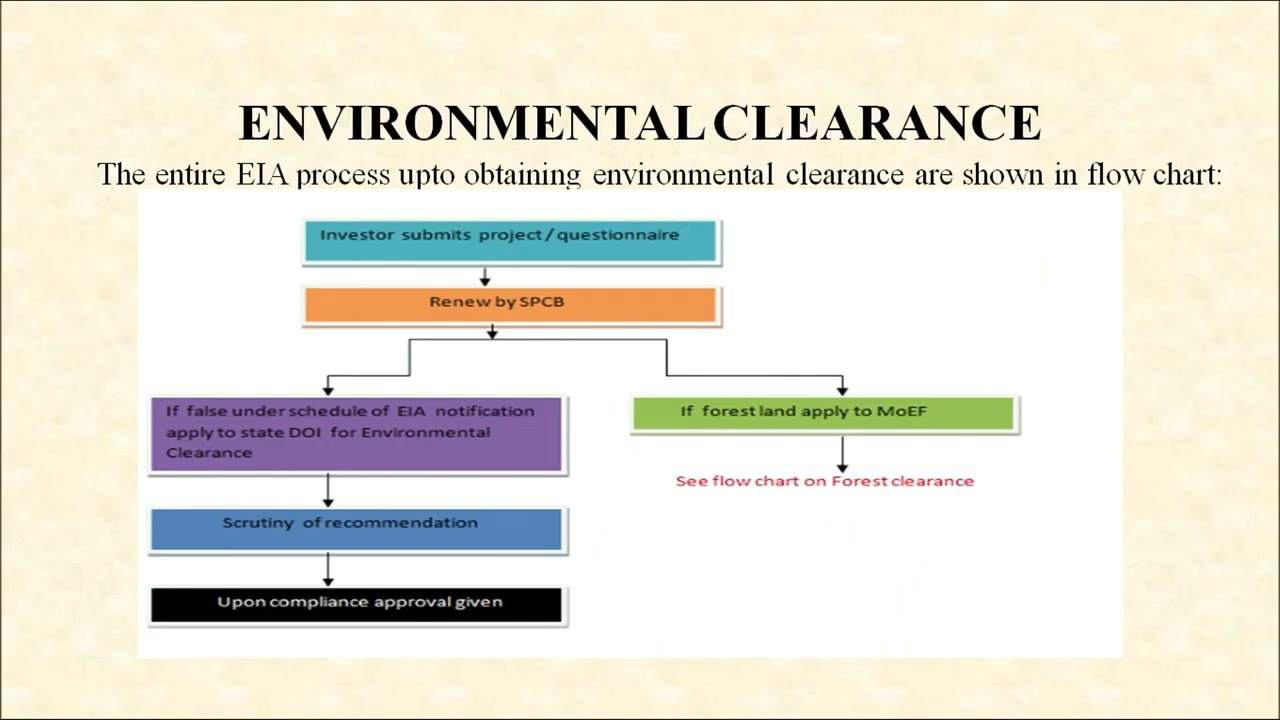 ENVIRONMENTAL CLEARANCE
The entire EIA process upto obtaining environmental clearance are shown in flow chart:
Investor submits project/questionnaire
Renew by SPCB
If false under schedule of EIA notification
apply to state DOI for Environmental
Clearance
If forest land apply to MoEF
See flow chart on Forest clearance
Scrutiny of recommendation
Upon compliance approval given